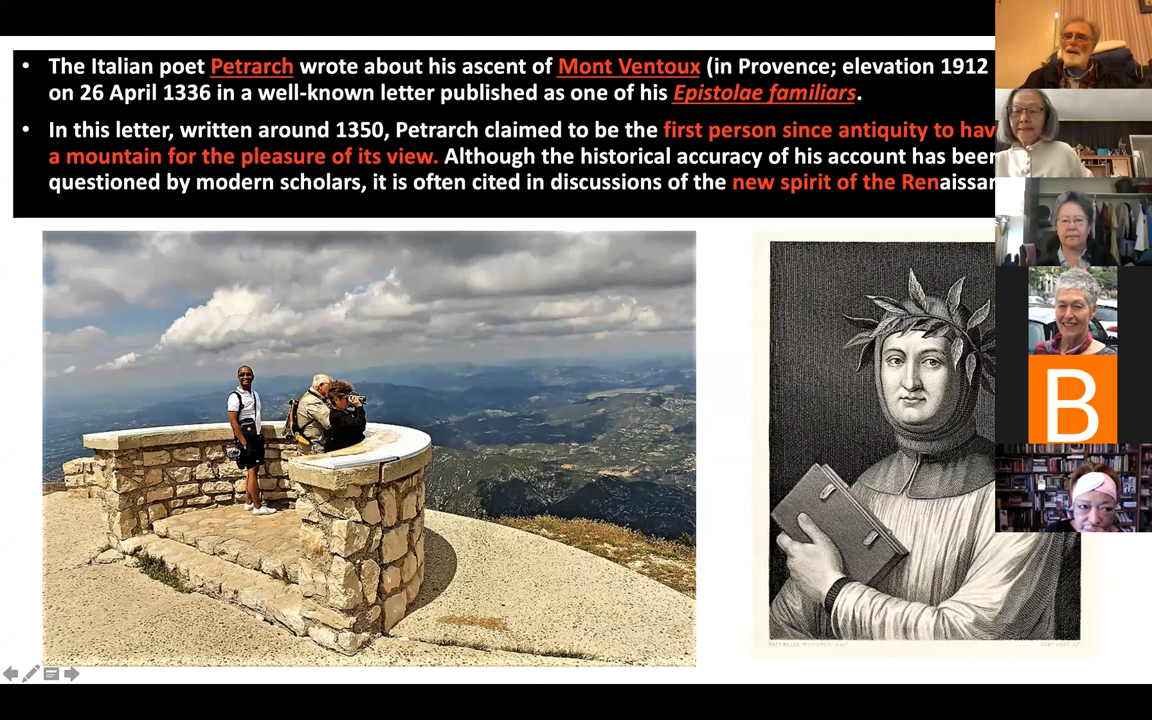 • The Italian poet Petrarch wrote about his ascent of Mont Ventoux (in Provence; elevation 1912
on 26 April 1336 in a well-known letter published as one of his Epistolae familiars.
• In this letter, written around 1350, Petrarch claimed to be the first person since antiquity to hav
a mountain for the pleasure of its view. Although the historical accuracy of his account has been
questioned by modern scholars, it is often cited in discussions of the new spirit of the Renaissan
B